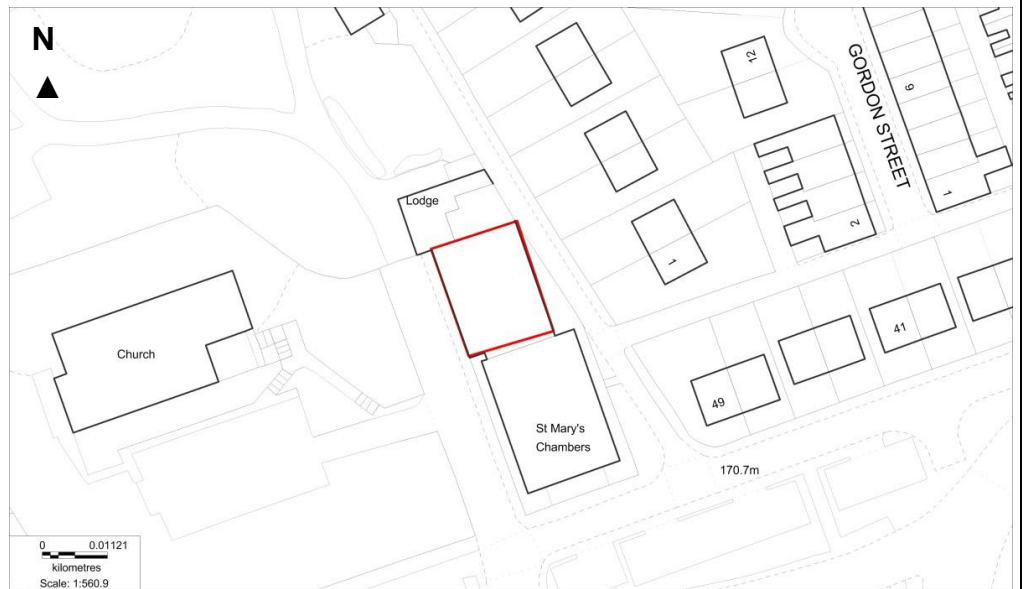 N
12
GORDON STREET
9
1
2
Lodge
1
Church
41
49
St Mary's
Chambers
170.7m
0 0.01121
kilometres
Scale: 1:560.9